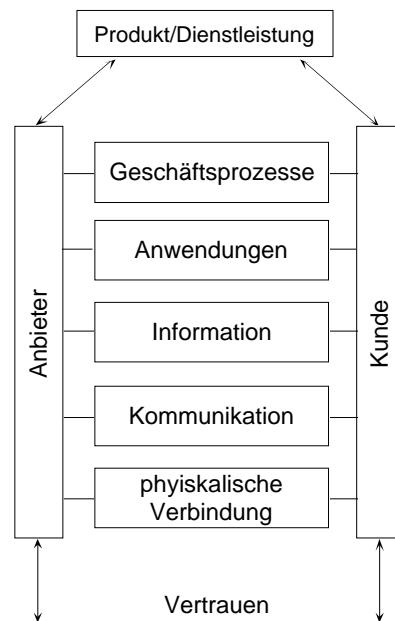 Produkt/Dienstleistung
Anbieter
Geschäftsprozesse
Anwendungen
Information
Kommunikation
phyiskalische
Verbindung
Kunde
Vertrauen